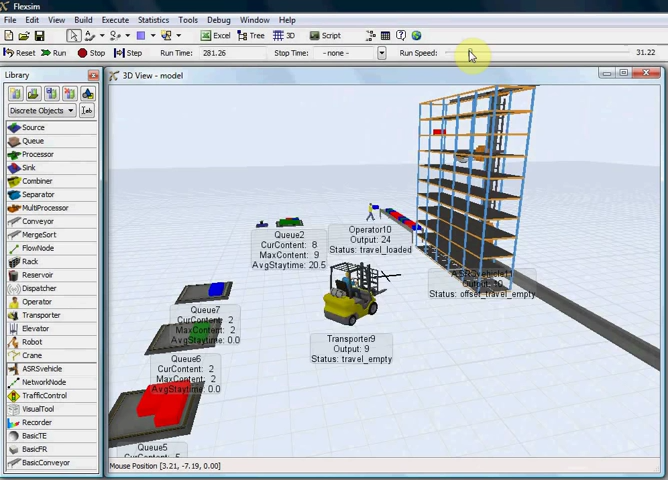 Flexsim
File Edit View Build Execute Statistics Tools Debug Window Help
Excel Tree 3D Script
Reset Run Stop Step Run Time: 281.26 Stop Time: - none - Run Speed: 31.22
Library
3D View - model
Discrete Objects
Source
Queue
Processor
Sink
Combiner
Separator
MultiProcessor
Conveyor
MergeSort
FlowNode
Rack
Reservoir
Dispatcher
Operator
Transporter
Elevator
Robot
Crane
ASRSvehicle
NetworkNode
TrafficControl
VisualTool
Recorder
BasicTE
BasicFR
BasicConveyor
Queue2
CurContent: 8
MaxContent: 9
AvgStaytime: 20.5
Operator10
Output: 24
Status: travel_loaded
ASRSvehicle11
Output: 10
Status: offset_travel_empty
Queue7
CurContent: 2
MaxContent: 2
AvgStaytime: 0.0
Transporter9
Output: 9
Status: travel_empty
Queue6
CurContent: 2
MaxContent: 2
AvgStaytime: 0.0
Queue5
Mouse Position [3.21, -7.19, 0.00]